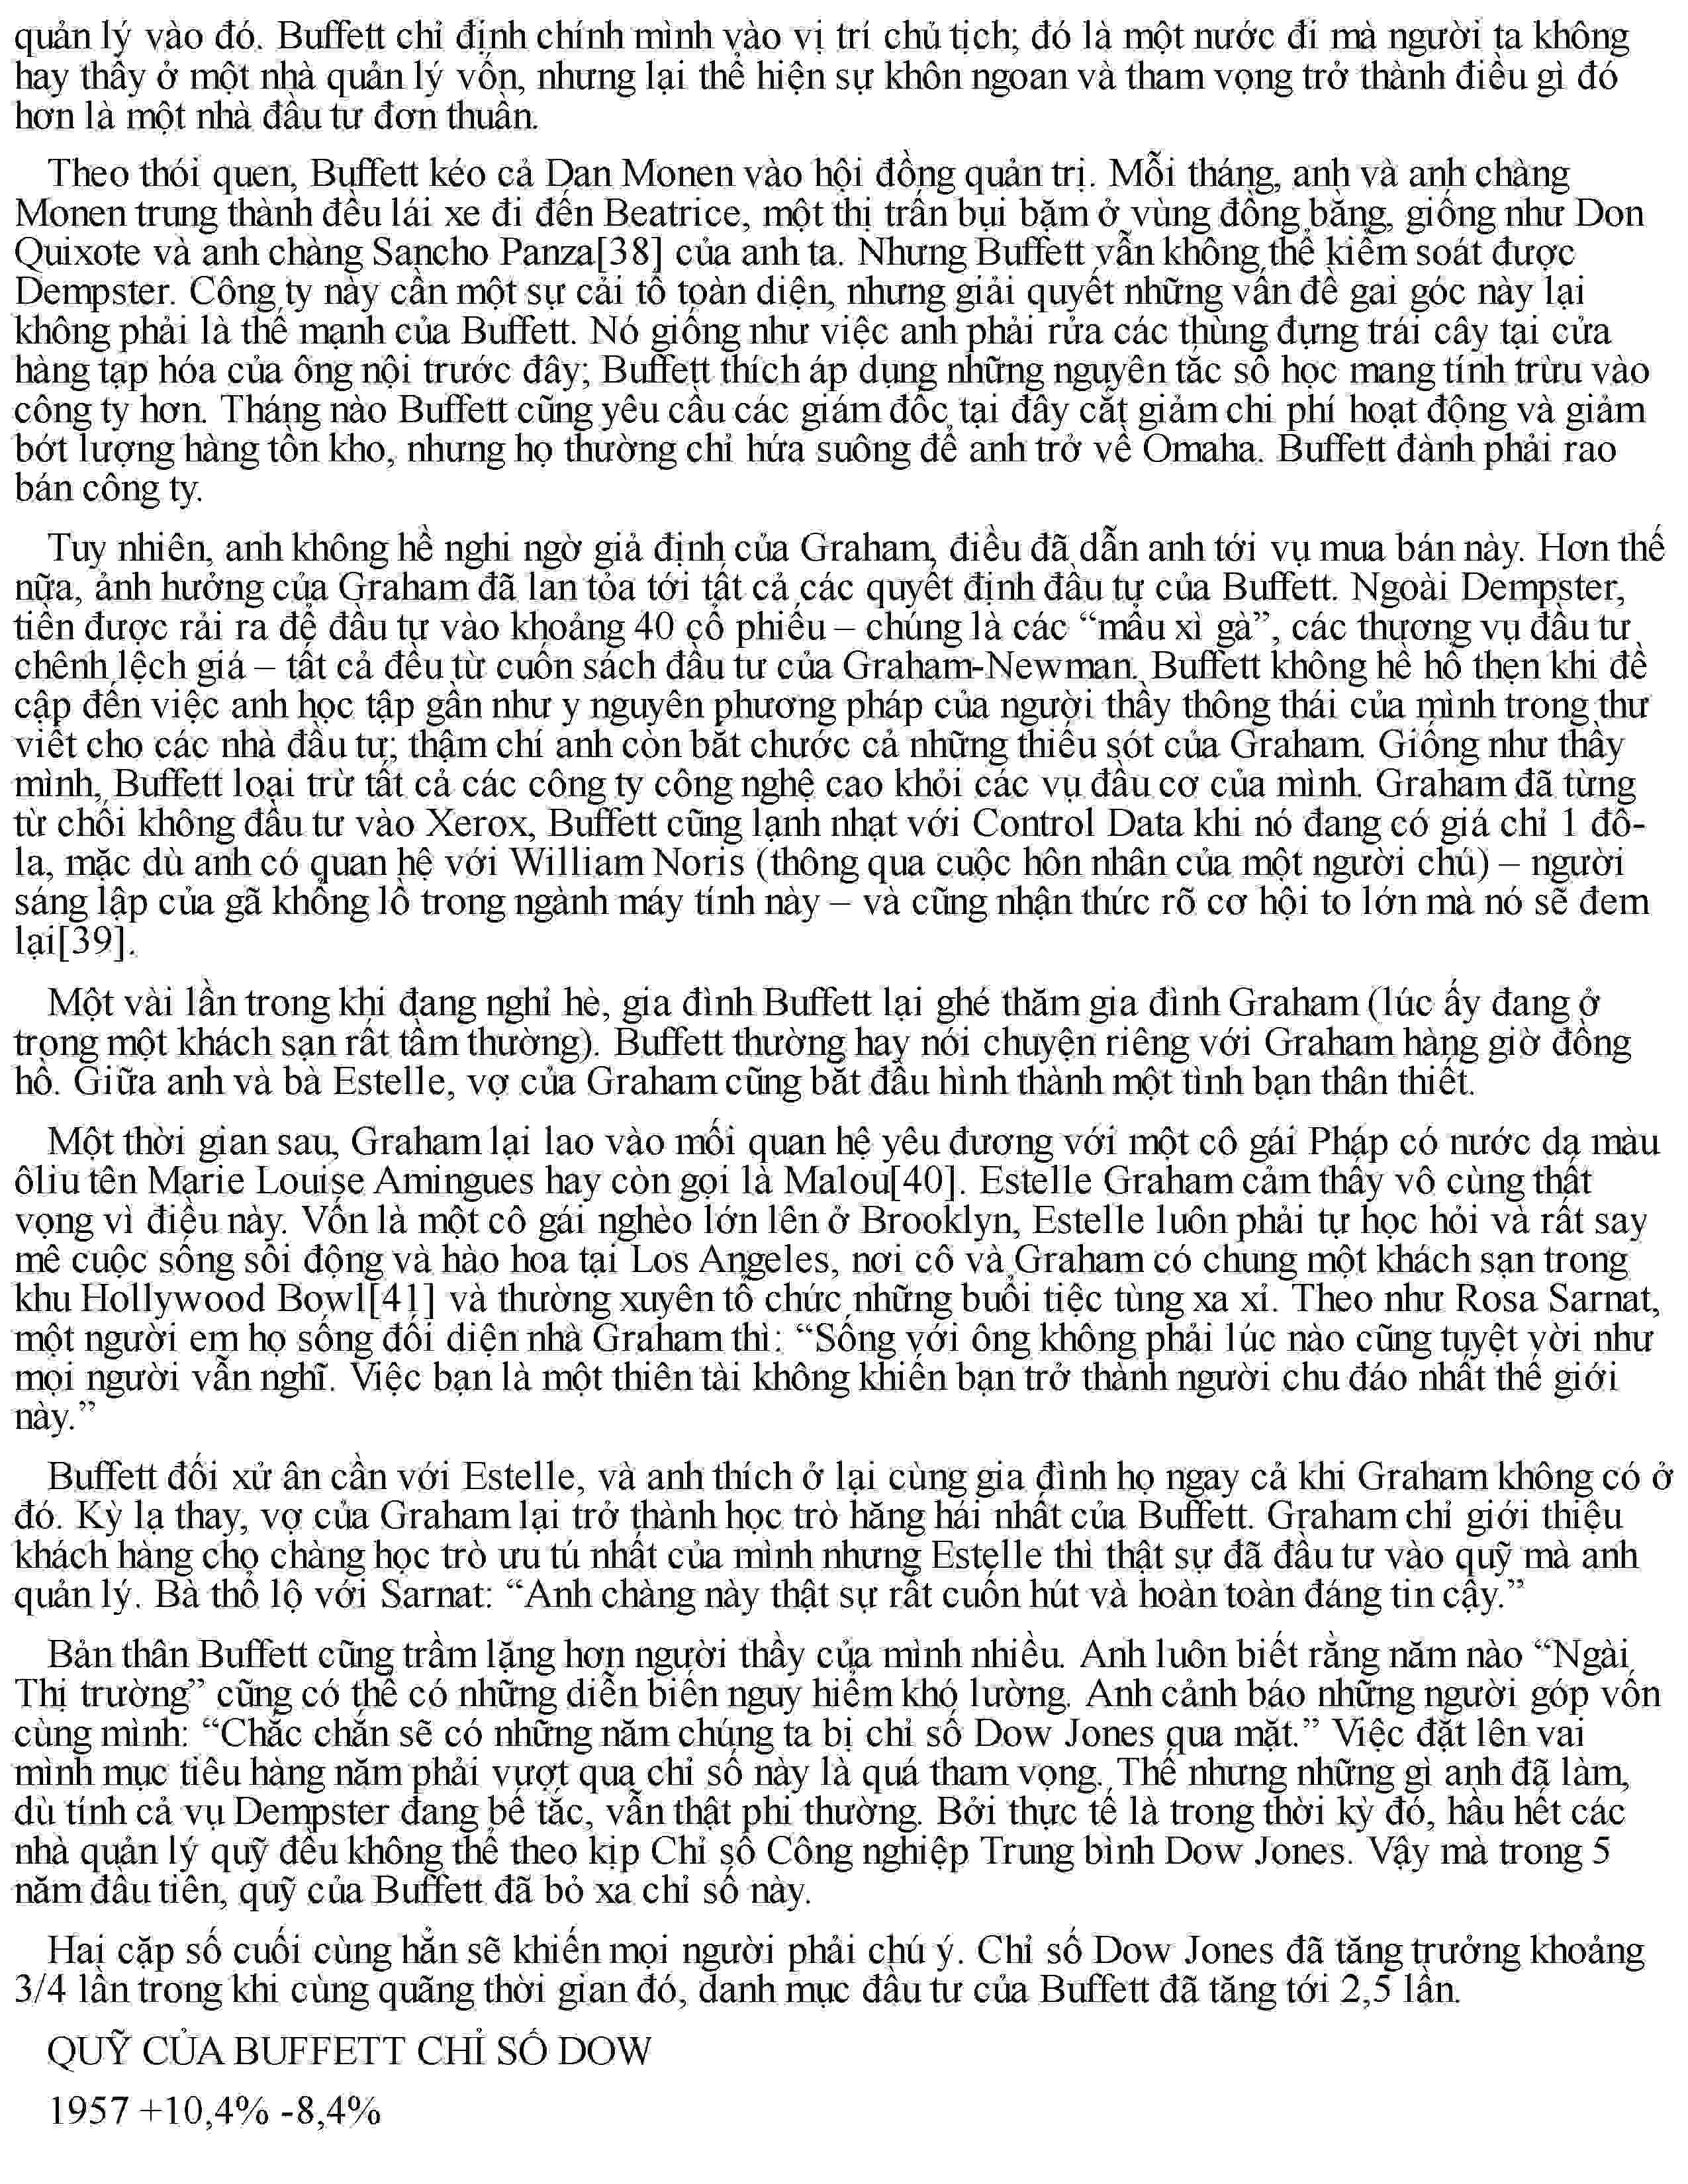 quản lý vào đó. Buffett chỉ định chính mình vào vị trí chủ tịch; đó là một nước đi mà người ta không
hay thấy ở một nhà quản lý vốn, nhưng lại thể hiện sự khôn ngoan và tham vọng trở thành điều gì đó
hơn là một nhà đầu tư đơn thuần.
Theo thói quen, Buffett kéo cả Dan Monen vào hội đồng quản trị. Mỗi tháng, anh và anh chàng
Monen trung thành đều lái xe đi đến Beatrice, một thị trấn bụi bặm ở vùng đồng bằng, giống như Don
Quixote và anh chàng Sancho Panza[38] của anh ta. Nhưng Buffett vẫn không thể kiểm soát được
Dempster. Công ty này cần một sự cải tổ toàn diện, nhưng giải quyết những vấn đề gai góc này lại
không phải là thế mạnh của Buffett. Nó giống như việc anh phải rửa các thùng đựng trái cây tại cửa
hàng tạp hóa của ông nội trước đây; Buffett thích áp dụng những nguyên tắc số học mang tính trừu vào
công ty hơn. Tháng nào Buffett cũng yêu cầu các giám đốc tại đây cắt giảm chi phí hoạt động và giảm
bớt lượng hàng tồn kho, nhưng họ thường chỉ hứa suông để anh trở về Omaha. Buffett đành phải rao
bán công ty.
Tuy nhiên, anh không hề nghi ngờ giả định của Graham, điều đã dẫn anh tới vụ mua bán này. Hơn thế
nữa, ảnh hưởng của Graham đã lan tỏa tới tất cả các quyết định đầu tư của Buffett. Ngoài Dempster,
tiền được rải ra để đầu tư vào khoảng 40 cổ phiếu – chúng là các “mẩu xì gà”, các thương vụ đầu tư
chênh lệch giá – tất cả đều từ cuốn sách đầu tư của Graham-Newman. Buffett không hề hổ thẹn khi đề
cập đến việc anh học tập gần như y nguyên phương pháp của người thầy thông thái của mình trong thư
viết cho các nhà đầu tư; thậm chí anh còn bắt chước cả những thiếu sót của Graham. Giống như thầy
mình, Buffett loại trừ tất cả các công ty công nghệ cao khỏi các vụ đầu cơ của mình. Graham đã từng
từ chối không đầu tư vào Xerox, Buffett cũng lạnh nhạt với Control Data khi nó đang có giá chỉ 1 đô-
la, mặc dù anh có quan hệ với William Noris (thông qua cuộc hôn nhân của một người chú) – người
sáng lập của gã khổng lồ trong ngành máy tính này – và cũng nhận thức rõ cơ hội to lớn mà nó sẽ đem
lại[39].
Một vài lần trong khi đang nghỉ hè, gia đình Buffett lại ghé thăm gia đình Graham (lúc ấy đang ở
trong một khách sạn rất tầm thường). Buffett thường hay nói chuyện riêng với Graham hàng giờ đồng
hồ. Giữa anh và bà Estelle, vợ của Graham cũng bắt đầu hình thành một tình bạn thân thiết.
Một thời gian sau, Graham lại lao vào mối quan hệ yêu đương với một cô gái Pháp có nước da màu
ôliu tên Marie Louise Amingues hay còn gọi là Malou[40]. Estelle Graham cảm thấy vô cùng thất
vọng vì điều này. Vốn là một cô gái nghèo lớn lên ở Brooklyn, Estelle luôn phải tự học hỏi và rất say
mê cuộc sống sôi động và hào hoa tại Los Angeles, nơi cô và Graham có chung một khách sạn trong
khu Hollywood Bowl[41] và thường xuyên tổ chức những buổi tiệc tùng xa xỉ. Theo như Rosa Sarnat,
một người em họ sống đối diện nhà Graham thì: “Sống với ông không phải lúc nào cũng tuyệt vời như
mọi người vẫn nghĩ. Việc bạn là một thiên tài không khiến bạn trở thành người chu đáo nhất thế giới
này.”
Buffett đối xử ân cần với Estelle, và anh thích ở lại cùng gia đình họ ngay cả khi Graham không có ở
đó. Kỳ lạ thay, vợ của Graham lại trở thành học trò hăng hái nhất của Buffett. Graham chỉ giới thiệu
khách hàng cho chàng học trò ưu tú nhất của mình nhưng Estelle thì thật sự đã đầu tư vào quỹ mà anh
quản lý. Bà thổ lộ với Sarnat: “Anh chàng này thật sự rất cuốn hút và hoàn toàn đáng tin cậy.”
Bản thân Buffett cũng trầm lặng hơn người thầy của mình nhiều. Anh luôn biết rằng năm nào “Ngài
Thị trường” cũng có thể có những diễn biến nguy hiểm khó lường. Anh cảnh báo những người góp vốn
cùng mình: “Chắc chắn sẽ có những năm chúng ta bị chỉ số Dow Jones qua mặt.” Việc đặt lên vai
mình mục tiêu hàng năm phải vượt qua chỉ số này là quá tham vọng. Thế nhưng những gì anh đã làm,
dù tính cả vụ Dempster đang bế tắc, vẫn thật phi thường. Bởi thực tế là trong thời kỳ đó, hầu hết các
nhà quản lý quỹ đều không thể theo kịp Chỉ số Công nghiệp Trung bình Dow Jones. Vậy mà trong 5
năm đầu tiên, quỹ của Buffett đã bỏ xa chỉ số này.
Hai cặp số cuối cùng hẳn sẽ khiến mọi người phải chú ý. Chỉ số Dow Jones đã tăng trưởng khoảng
3/4 lần trong khi cùng quãng thời gian đó, danh mục đầu tư của Buffett đã tăng tới 2,5 lần.
QUỸ CỦA BUFFETT CHỈ SỐ DOW
1957 +10,4% -8,4%